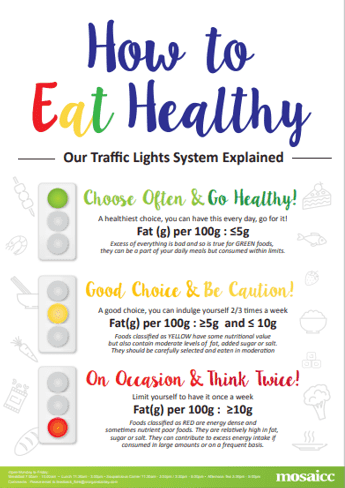 How to
Eat Healthy
Our Traffic Lights System Explained
Choose Often & Go Healthy!
A healthiest choice, you can have this every day, go for it!
Fat (g) per 100g : ≤5g
Excess of everything is bad and so is true for GREEN foods,
they can be a part of your daily meals but consumed within limits.
Good Choice & Be Caution!
A good choice, you can indulge yourself 2/3 times a week
Fat(g) per 100g : ≥5g and ≤ 10g
Foods classified as YELLOW have some nutritional value
but also contain moderate levels of fat, added sugar or salt.
They should be carefully selected and eaten in moderation
On Occasion & Think Twice!
Limit yourself to have it once a week
Fat(g) per 100g : ≥10g
Foods classified as RED are energy dense and
sometimes nutrient poor foods. They are relatively high in fat,
sugar or salt. They can contribute to excess energy intake if
consumed in large amounts or on a frequent basis.
mosaicc